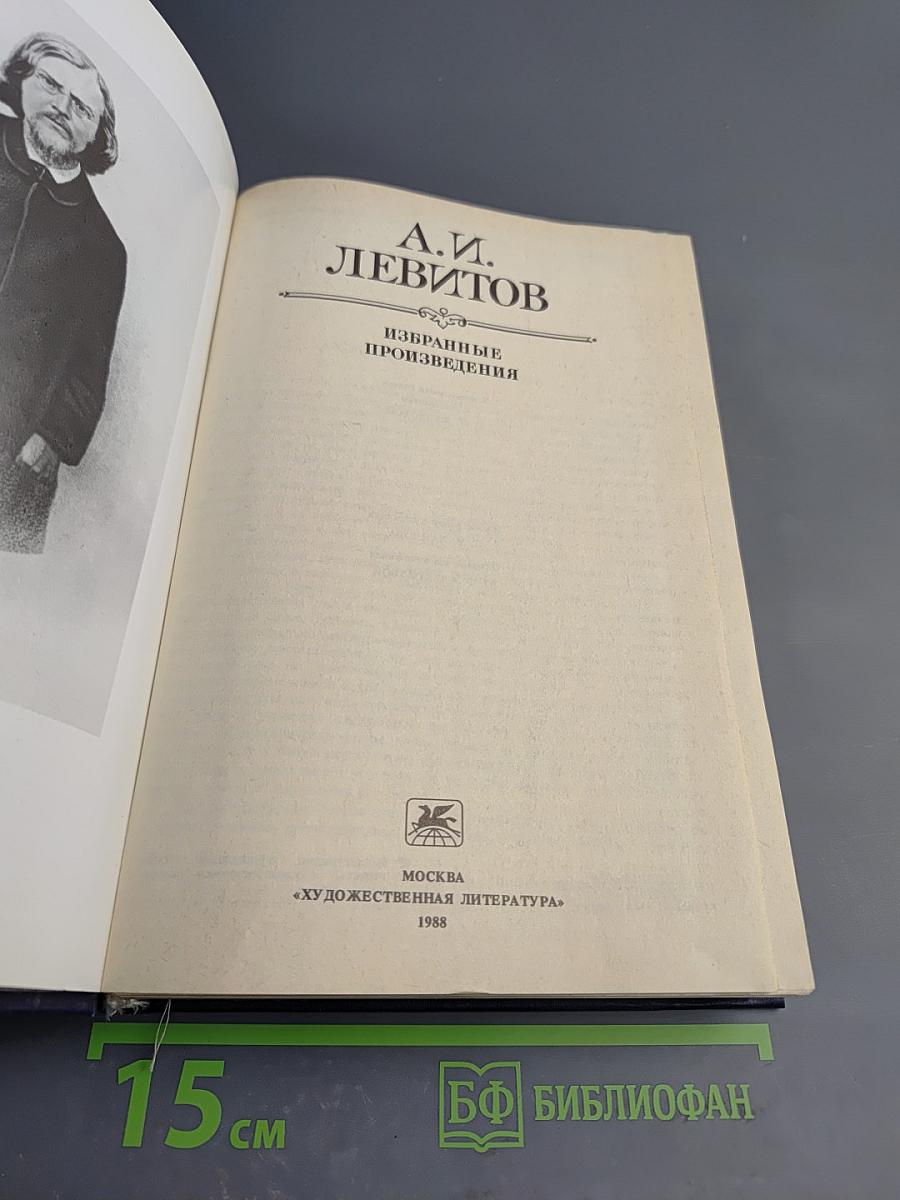 А.И.
ЛЕВИТОВ
ИЗБРАННЫЕ
ПРОИЗВЕДЕНИЯ
МОСКВА
«ХУДОЖЕСТВЕННАЯ ЛИТЕРАТУРА»
1988
15 см
БФ БИБЛИОФАН